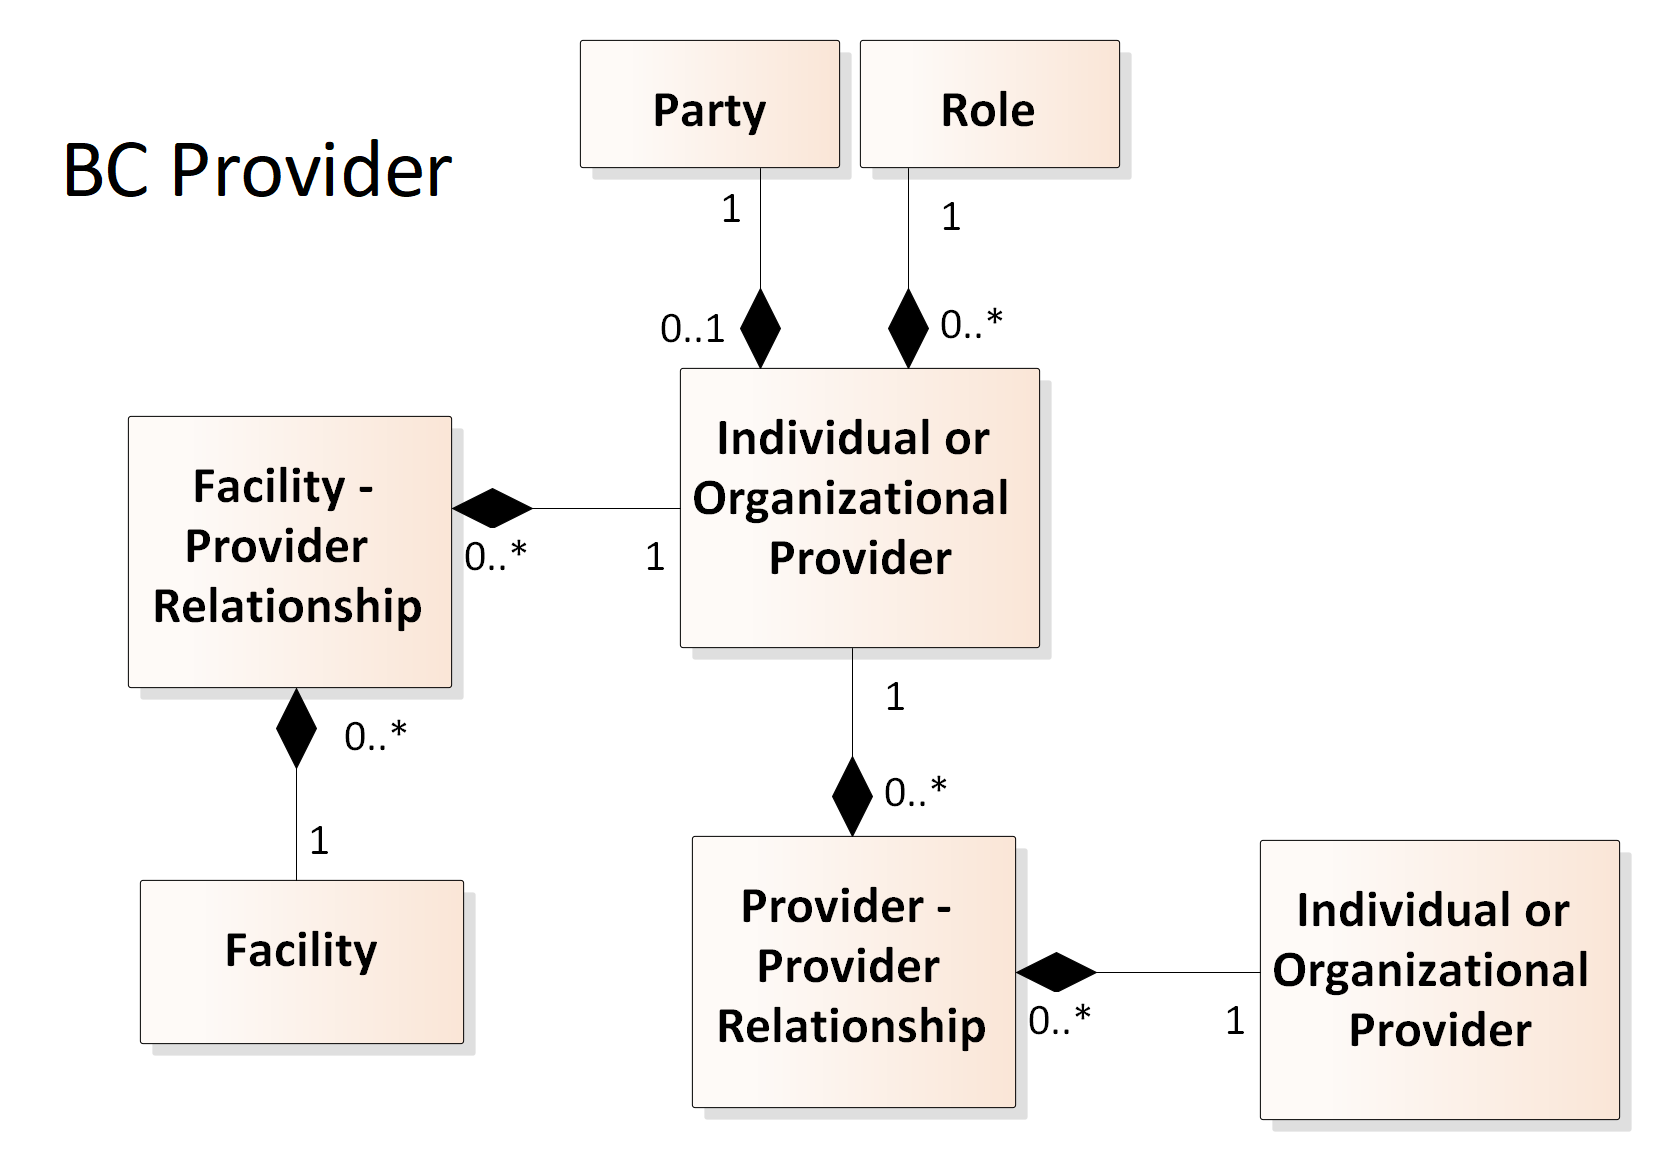 BC Provider
Party
Role
1
1
0..1
0..*
Individual or
Organizational
Provider
Facility -
Provider
Relationship
0..*
1
0..*
1
Facility
1
0..*
Provider -
Provider
Relationship
0..*
1
Individual or
Organizational
Provider